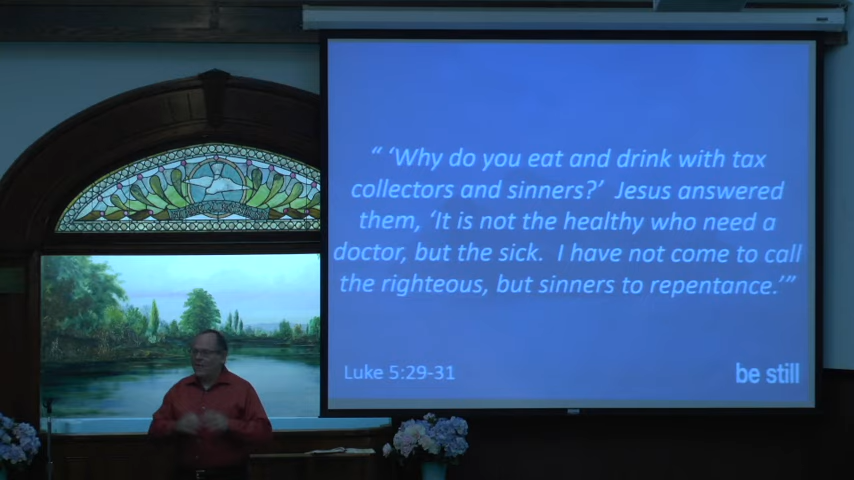 “ ‘Why do you eat and drink with tax
collectors and sinners?’ Jesus answered
them, ‘It is not the healthy who need a
doctor, but the sick. I have not come to call
the righteous, but sinners to repentance.’”
Luke 5:29-31
be still